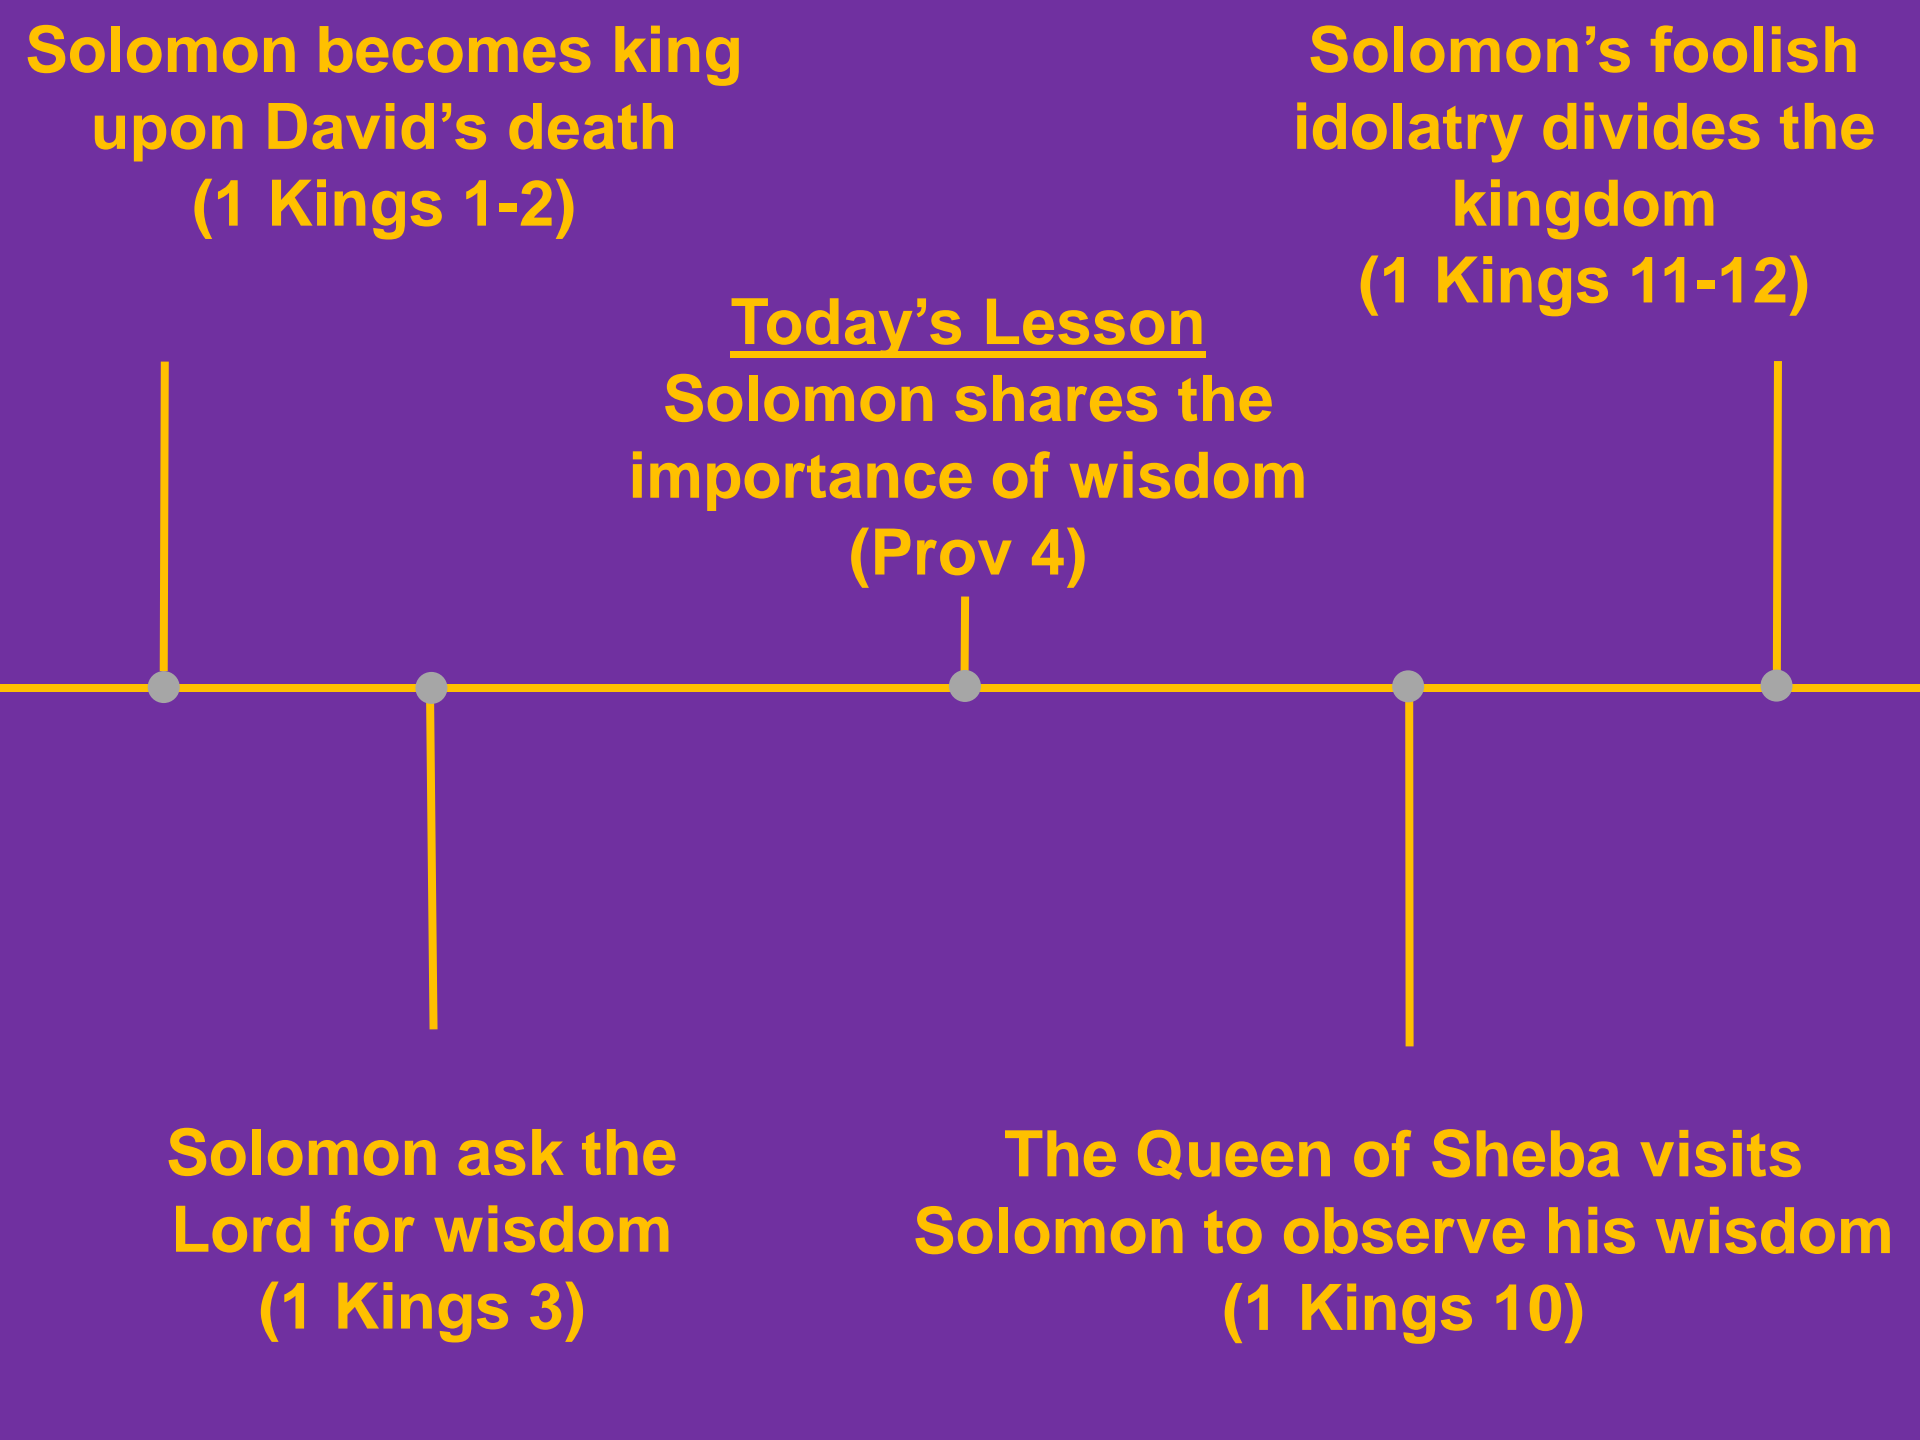 Solomon becomes king
upon David’s death
(1 Kings 1-2)
Solomon ask the
Lord for wisdom
(1 Kings 3)
Today’s Lesson
Solomon shares the
importance of wisdom
(Prov 4)
The Queen of Sheba visits
Solomon to observe his wisdom
(1 Kings 10)
Solomon’s foolish
idolatry divides the
kingdom
(1 Kings 11-12)